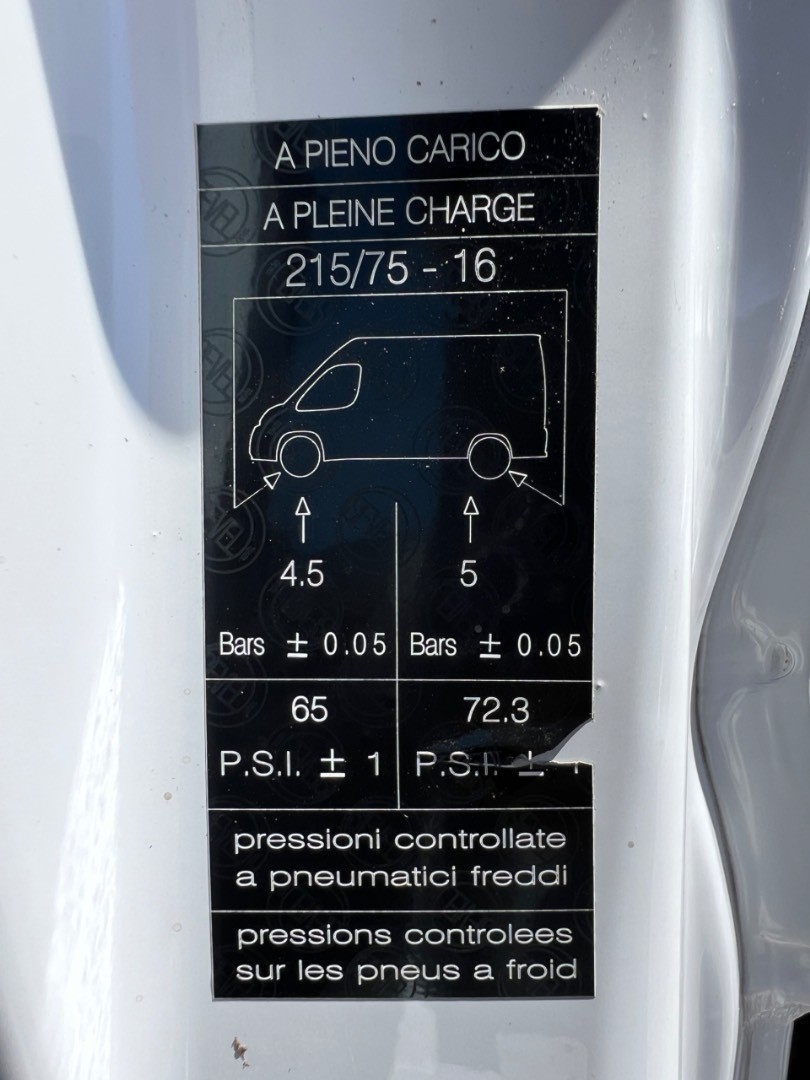 A PIENO CARICO
A PLEINE CHARGE
215/75 - 16
4.5 5
Bars ± 0.05 Bars ± 0.05
65 72.3
P.S.I. ± 1 P.S.I. ± 1
pressioni controllate
a pneumatici freddi
pressions controlees
sur les pneus a froid